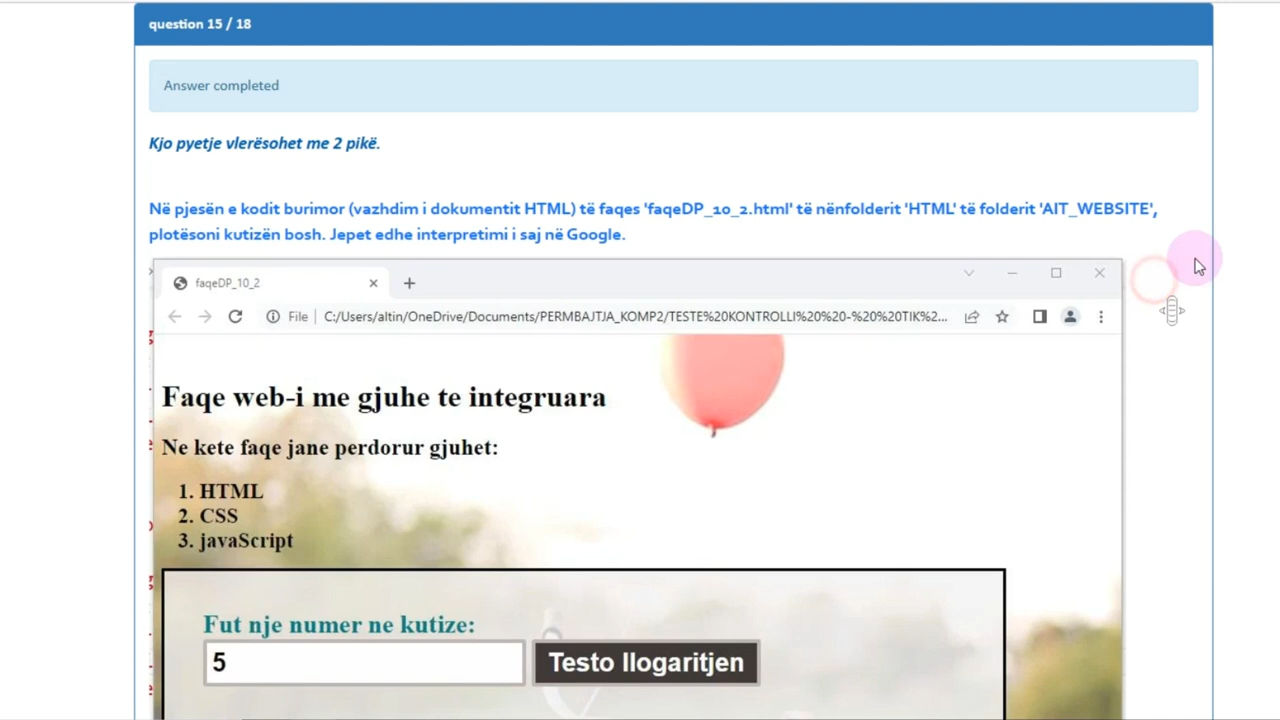 question 15 / 18
Answer completed
Kjo pyetje vlerësohet me 2 pikë.
Në pjesën e kodit burimor (vazhdim i dokumentit HTML) të faqes 'faqeDP_10_2.html' të nënfolderit 'HTML' të folderit 'AIT_WEBSITE',
plotësoni kutizën bosh. Jepet edhe interpretimi i saj në Google.
faqeDP_10_2
File
C:/Users/altin/OneDrive/Documents/PERMBAJTJA_KOMP2/TESTE%20KONTROLLI%20%20-%20%20TIK%2...
Faqe web-i me gjuhe te integruara
Ne kete faqe jane perdorur gjuhet:
1. HTML
2. CSS
3. javaScript
Fut nje numer ne kutize:
5
Testo llogaritjen